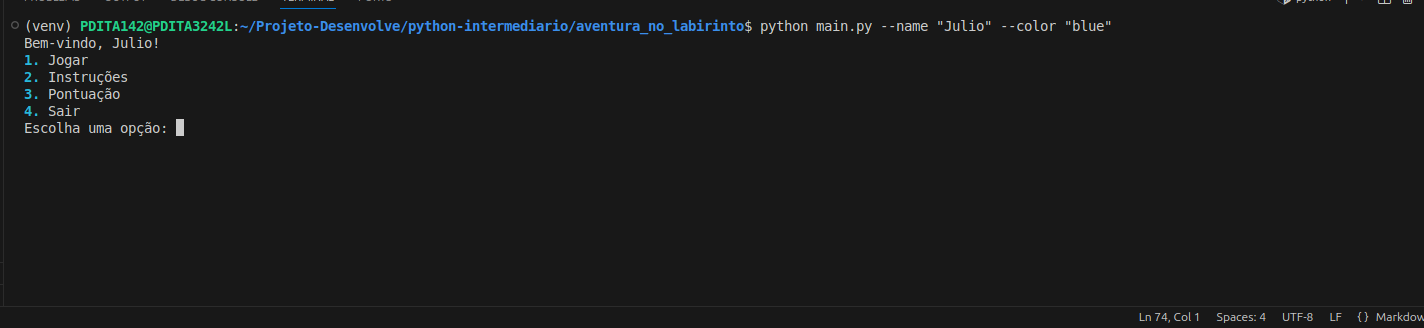 python
(venv) PDITA142@PDITA3242L:~/Projeto-Desenvolve/python-intermediario/aventura_no_labirinto$ python main.py --name "Julio" --color "blue"
Bem-vindo, Julio!
1. Jogar
2. Instruções
3. Pontuação
4. Sair
Escolha uma opção:
Ln 74, Col 1 Spaces: 4 UTF-8 LF {}